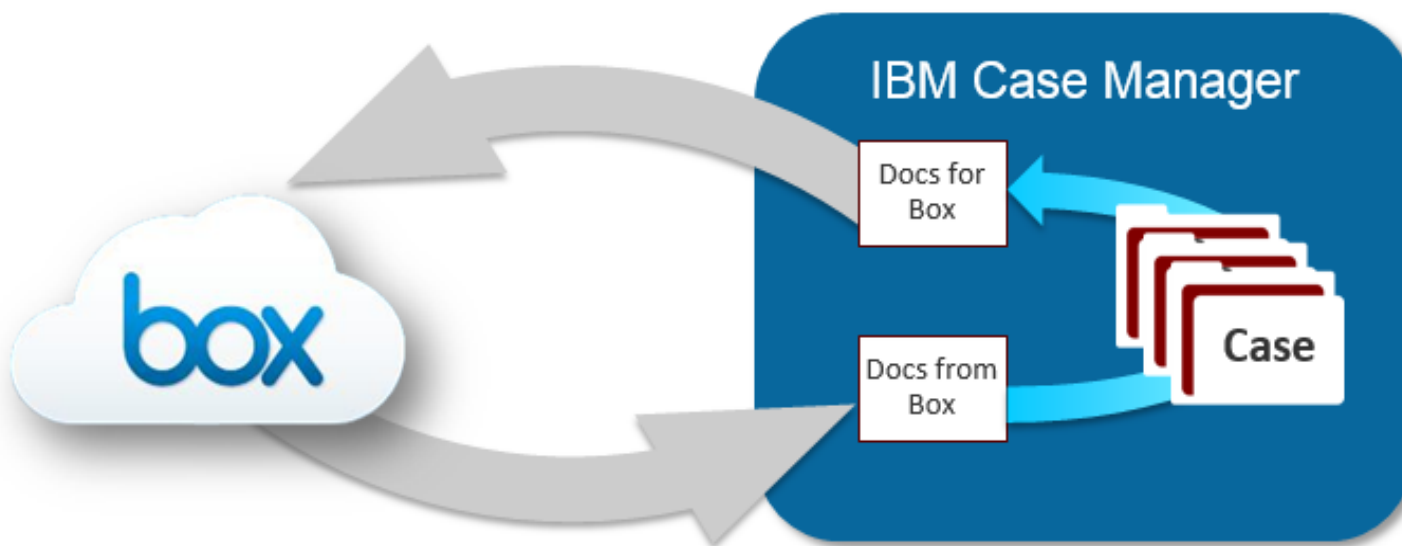 IBM Case Manager
Docs for
Box
box
Docs from
Box
Case